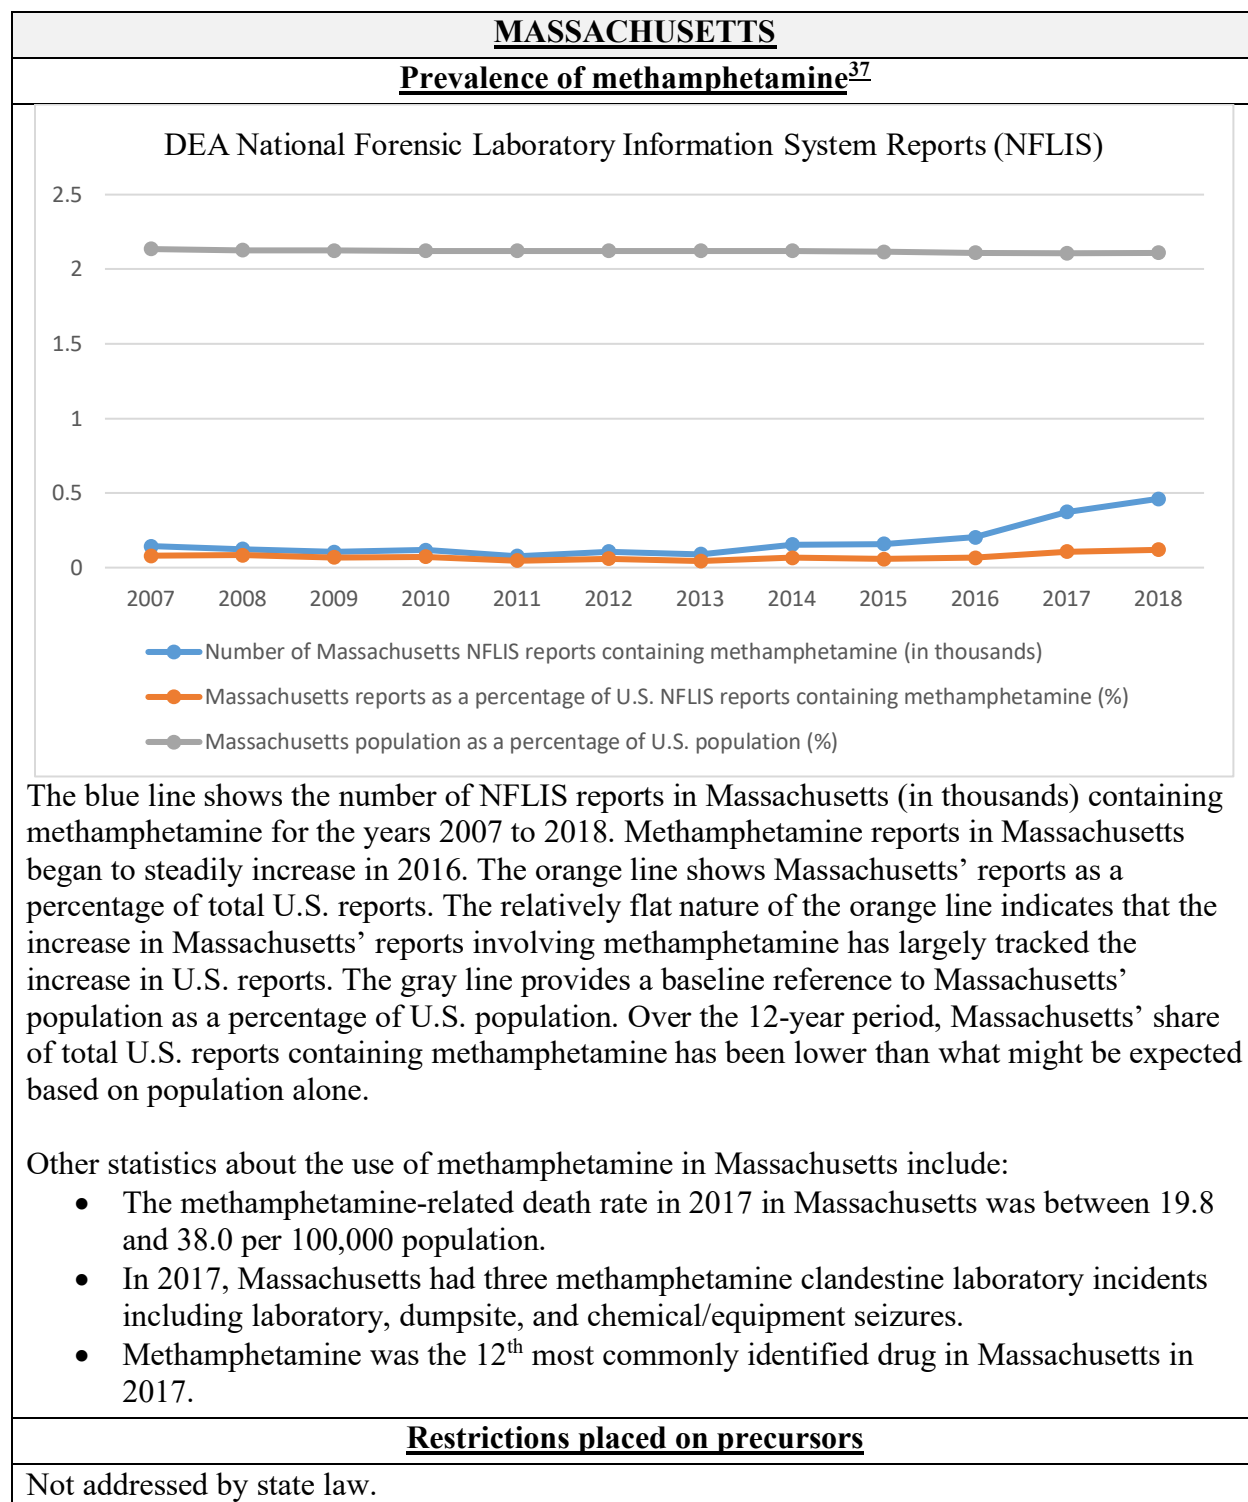 MASSACHUSETTS
Prevalence of methamphetamine37
DEA National Forensic Laboratory Information System Reports (NFLIS)
2.5
2
1.5
1
0.5
0
2007 2008 2009 2010 2011 2012 2013 2014 2015 2016 2017 2018
Number of Massachusetts NFLIS reports containing methamphetamine (in thousands)
Massachusetts reports as a percentage of U.S. NFLIS reports containing methamphetamine (%)
Massachusetts population as a percentage of U.S. population (%)
The blue line shows the number of NFLIS reports in Massachusetts (in thousands) containing
methamphetamine for the years 2007 to 2018. Methamphetamine reports in Massachusetts
began to steadily increase in 2016. The orange line shows Massachusetts’ reports as a
percentage of total U.S. reports. The relatively flat nature of the orange line indicates that the
increase in Massachusetts’ reports involving methamphetamine has largely tracked the
increase in U.S. reports. The gray line provides a baseline reference to Massachusetts’
population as a percentage of U.S. population. Over the 12-year period, Massachusetts’ share
of total U.S. reports containing methamphetamine has been lower than what might be expected
based on population alone.
Other statistics about the use of methamphetamine in Massachusetts include:
• The methamphetamine-related death rate in 2017 in Massachusetts was between 19.8
and 38.0 per 100,000 population.
• In 2017, Massachusetts had three methamphetamine clandestine laboratory incidents
including laboratory, dumpsite, and chemical/equipment seizures.
• Methamphetamine was the 12th most commonly identified drug in Massachusetts in
2017.
Restrictions placed on precursors
Not addressed by state law.